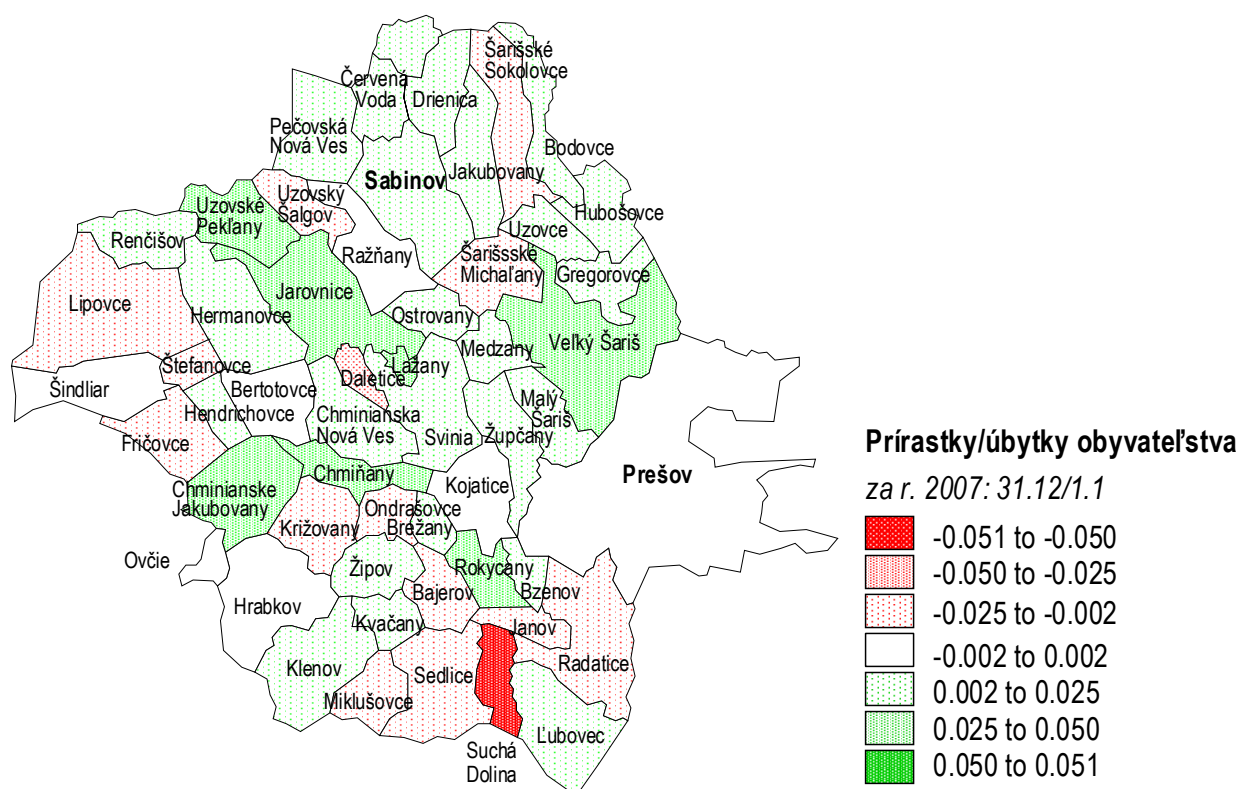 Šarišské
Sokolovce
Červená
Voda
Drienica
Pečovská
Nová Ves
Bodovce
Jakubovany
Sabinov
Uzovský
Šalgov
Uzovské
Pekľany
Hubošovce
Uzovce
Renčišov
Ražňany
Šarišsské
Michaľany
Gregorovce
Jarovnice
Lipovce
Hermanovce
Ostrovany
Medzany
Veľký Šariš
Štefanovce
Lažany
Daletice
Šindliar
Bertotovce
Malý
Šariš
Hendrichovce
Chminianska
Nová Ves
Svinia
Župčany
Fričovce
Chmiňany
Kojatice
Prešov
Chminianske
Jakubovany
Ondrašovce
Križovany
Brežany
Ovčie
Žipov
Rokycany
Bajerov
Bzenov
Hrabkov
Kvačany
Janov
Klenov
Sedlice
Radatice
Miklušovce
Ľubovec
Suchá
Dolina
Prírastky/úbytky obyvateľstva
za r. 2007: 31.12/1.1
-0.051 to -0.050
-0.050 to -0.025
-0.025 to -0.002
-0.002 to 0.002
0.002 to 0.025
0.025 to 0.050
0.050 to 0.051